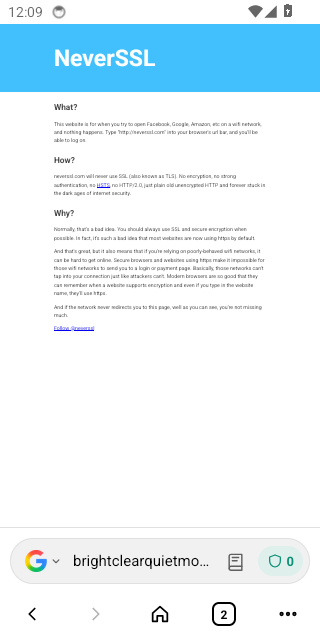 12:09
NeverSSL
What?
This website is for when you try to open Facebook, Google, Amazon, etc on a wifi network,
and nothing happens. Type "http://neverssl.com" into your browser's url bar, and you'll be
able to log on.
How?
neverssl.com will never use SSL (also known as TLS). No encryption, no strong
authentication, no HSTS, no HTTP/2.0, just plain old unencrypted HTTP and forever stuck in
the dark ages of internet security.
Why?
Normally, that's a bad idea. You should always use SSL and secure encryption when
possible. In fact, it's such a bad idea that most websites are now using https by default.
And that's great, but it also means that if you're relying on poorly-behaved wifi networks, it
can be hard to get online. Secure browsers and websites using https make it impossible for
those wifi networks to send you to a login or payment page. Basically, those networks can't
tap into your connection just like attackers can't. Modern browsers are so good that they
can remember when a website supports encryption and even if you type in the website
name, they'll use https.
And if the network never redirects you to this page, well as you can see, you're not missing
much.
Follow @neverssl
brightclearquietmo...
0
2